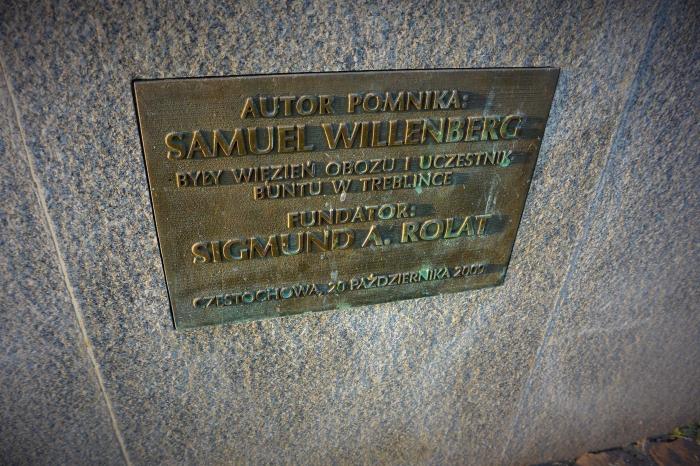 AUTOR POMNIKA:
SAMUEL WILLENBERG
BYŁY WIĘZIEŃ OBOZU I UCZESTNIK
BUNTU W TREBLINCE
FUNDATOR:
SIGMUND A. ROLAT
CZĘSTOCHOWA, 20 PAŹDZIERNIKA 2009